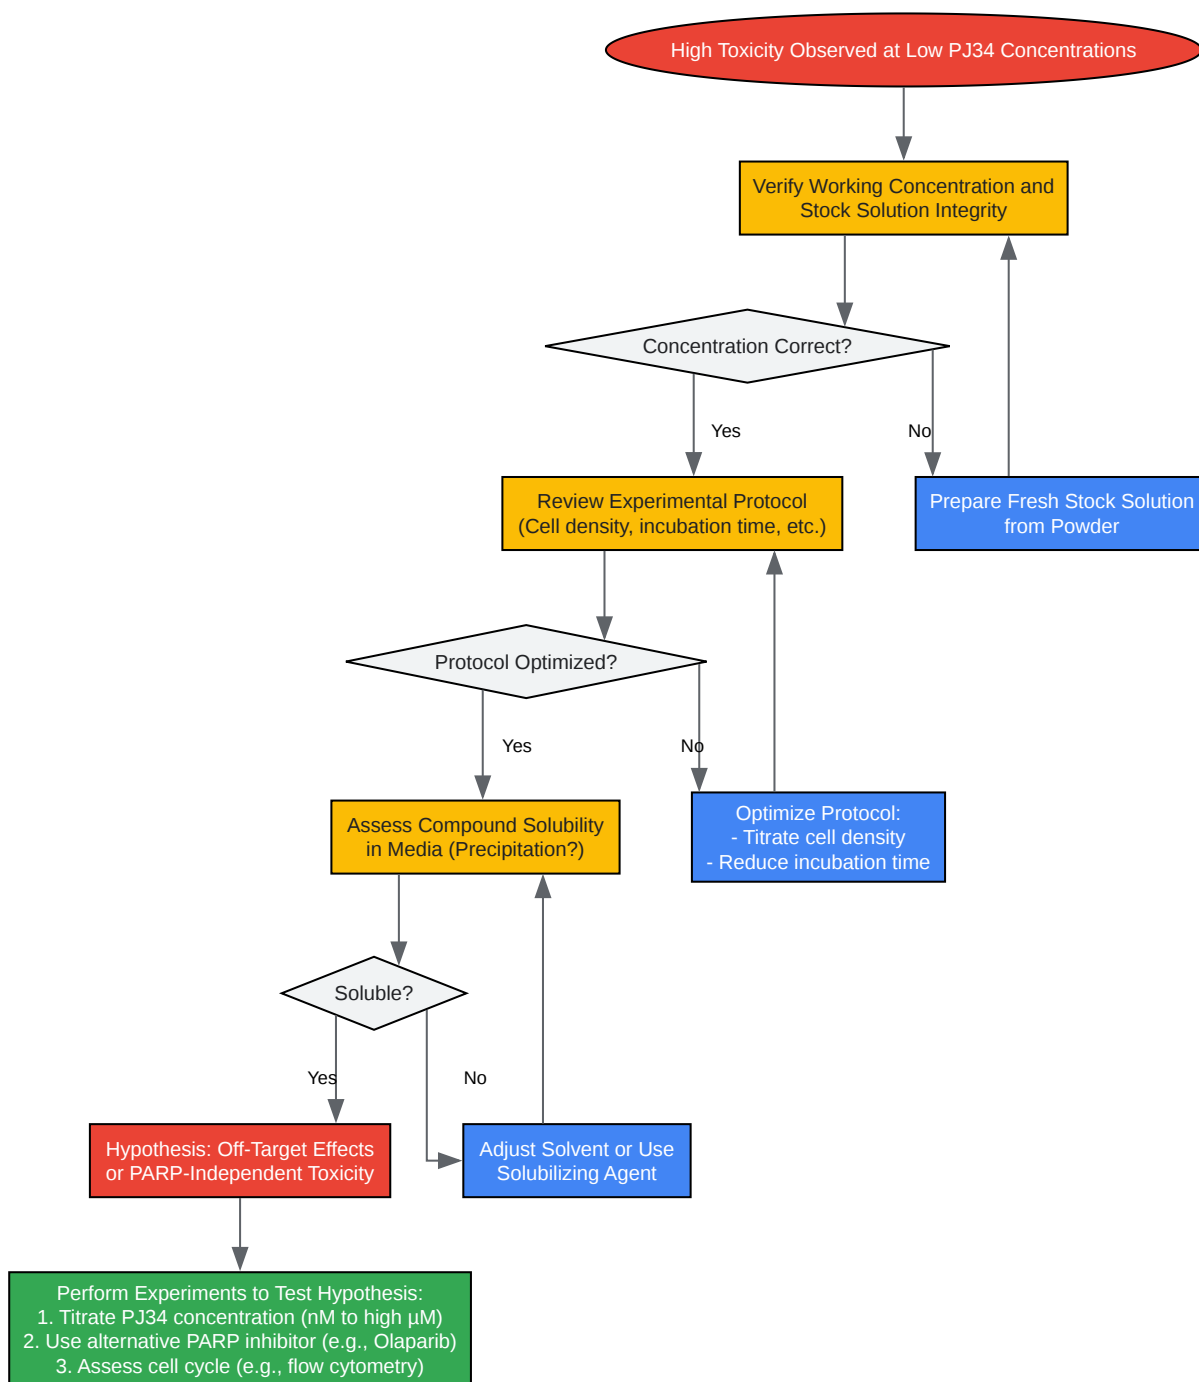 High Toxicity Observed at Low PJ34 Concentrations
Verify Working Concentration and
Stock Solution Integrity
Concentration Correct?
Yes
No
Review Experimental Protocol
(Cell density, incubation time, etc.)
Prepare Fresh Stock Solution
from Powder
Protocol Optimized?
Yes
No
Assess Compound Solubility
in Media (Precipitation?)
Optimize Protocol:
- Titrate cell density
- Reduce incubation time
Soluble?
Yes
No
Hypothesis: Off-Target Effects
or PARP-Independent Toxicity
Adjust Solvent or Use
Solubilizing Agent
Perform Experiments to Test Hypothesis:
1. Titrate PJ34 concentration (nM to high µM)
2. Use alternative PARP inhibitor (e.g., Olaparib)
3. Assess cell cycle (e.g., flow cytometry)